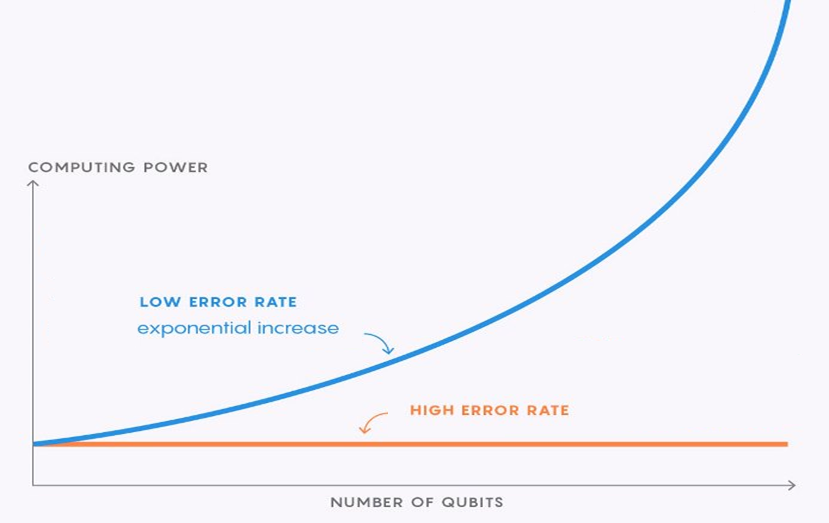 COMPUTING POWER
LOW ERROR RATE
exponential increase
HIGH ERROR RATE
NUMBER OF QUBITS